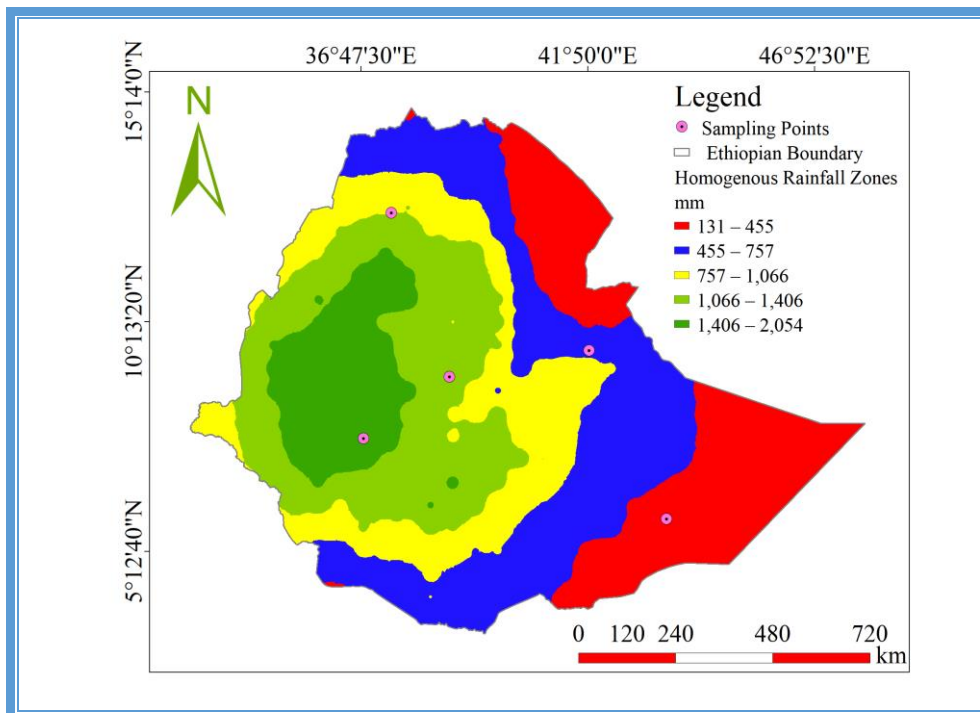 36°47'30"E 41°50'0"E 46°52'30"E
15°14'0"N
10°13'20"N
5°12'40"N
N
Legend
Sampling Points
Ethiopian Boundary
Homogenous Rainfall Zones
mm
131 – 455
455 – 757
757 – 1,066
1,066 – 1,406
1,406 – 2,054
0 120 240 480 720
km